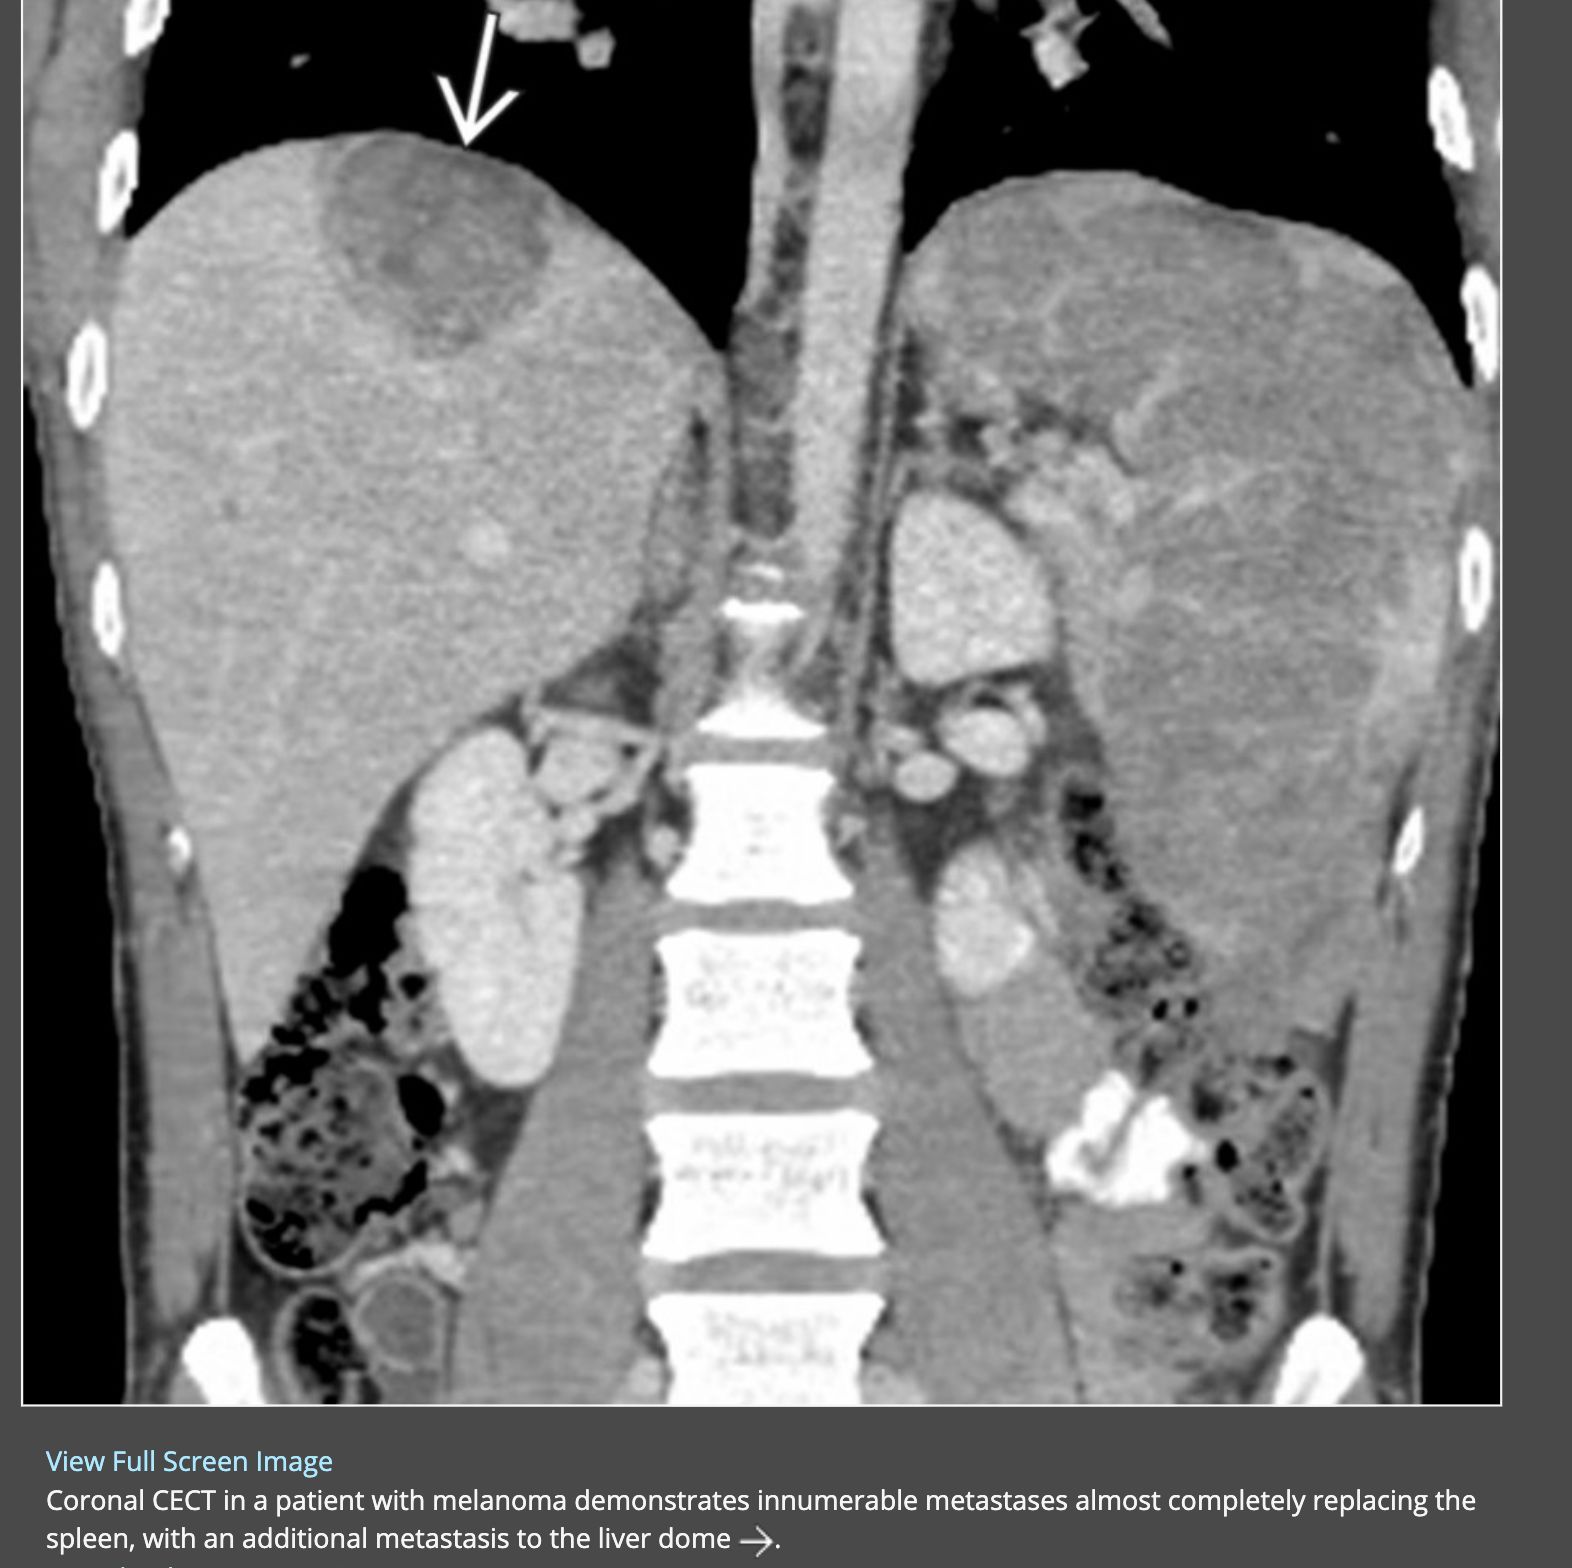 View Full Screen Image
Coronal CECT in a patient with melanoma demonstrates innumerable metastases almost completely replacing the
spleen, with an additional metastasis to the liver dome →.